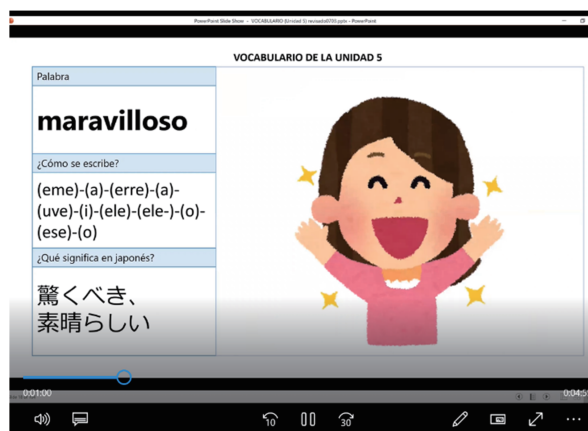 PowerPoint Slide Show - VOCABULARIO (Unidad 5) revisada0703.pptx - PowerPoint
VOCABULARIO DE LA UNIDAD 5
Palabra
maravilloso
¿Cómo se escribe?
(eme)-(a)-(erre)-(a)-
(uve)-(i)-(ele)-(ele-)-(o)-
(ese)-(o)
¿Qué significa en japonés?
驚くべき、
素晴らしい
0:01:00
0:04:5
10
30